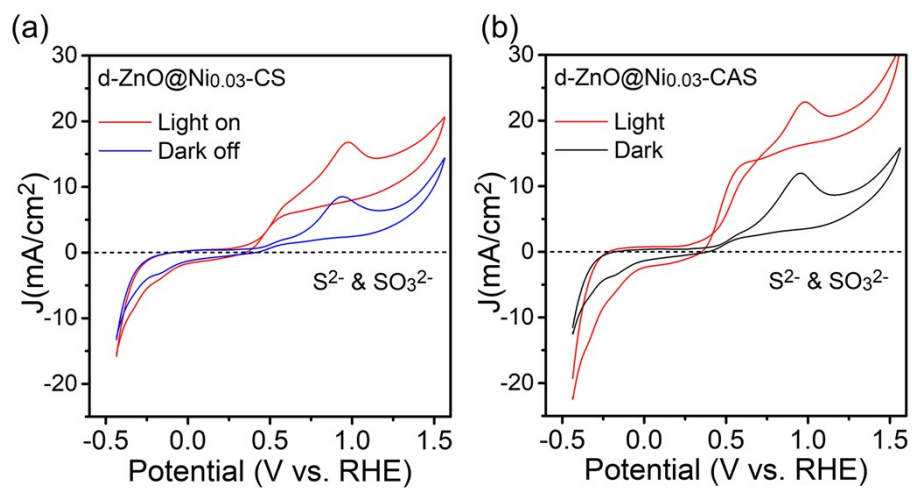 (a)
d-ZnO@Ni0.03-CS
Light on
Dark off
S2- & SO32-
J(mA/cm2)
30
20
10
0
-10
-20
-0.5 0.0 0.5 1.0 1.5
Potential (V vs. RHE)
(b)
d-ZnO@Ni0.03-CAS
Light
Dark
S2- & SO32-
J(mA/cm2)
30
20
10
0
-10
-20
-0.5 0.0 0.5 1.0 1.5
Potential (V vs. RHE)